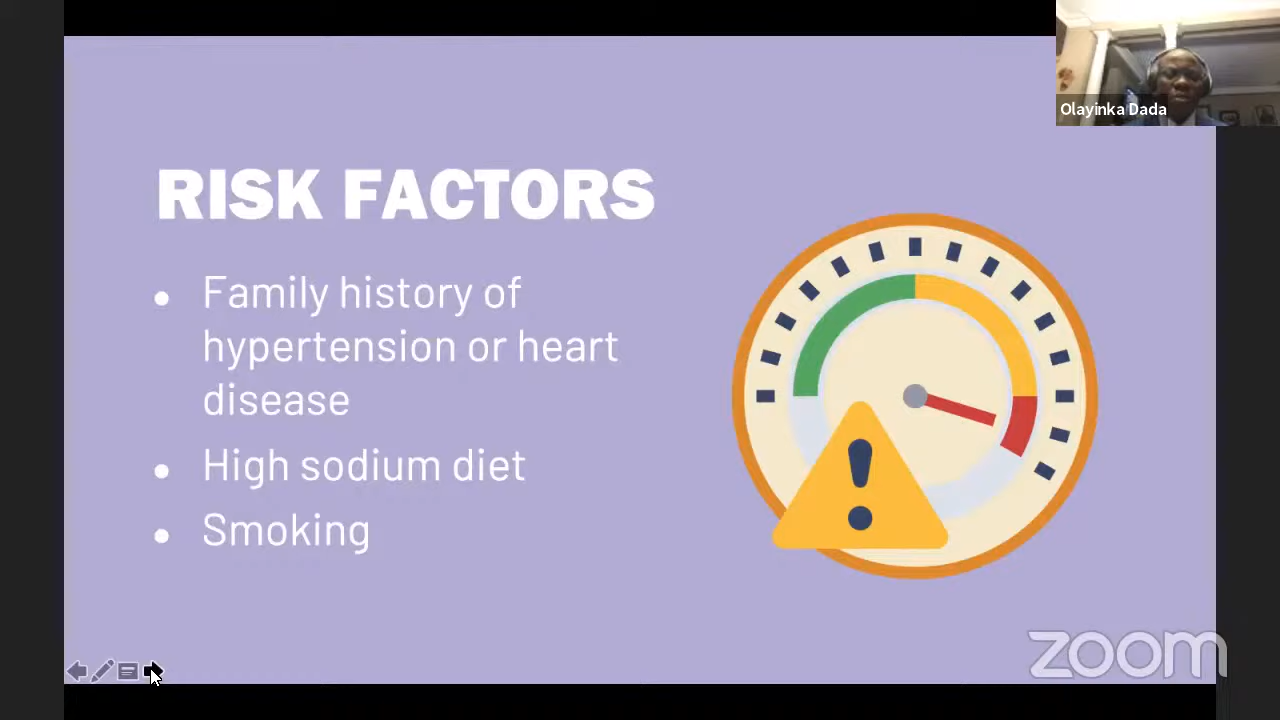 Olayinka Dada
RISK FACTORS
● Family history of
hypertension or heart
disease
● High sodium diet
● Smoking
zoom